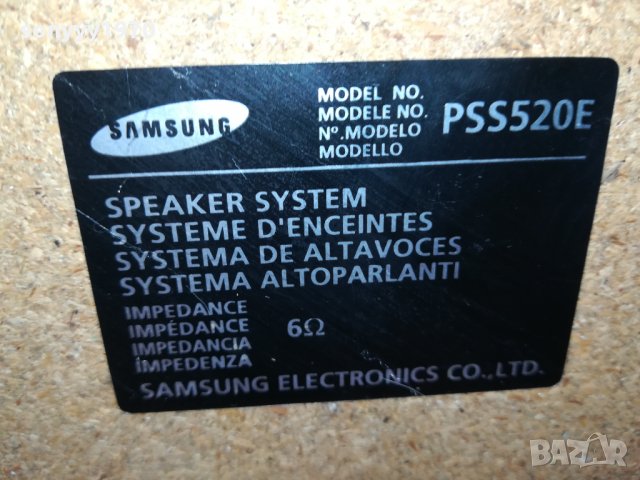 SAMSUNG
MODEL NO.
MODELE NO.
Nº.MODELO
MODELLO
PSS520E
SPEAKER SYSTEM
SYSTEME D'ENCEINTES
SYSTEMA DE ALTAVOCES
SYSTEMA ALTOPARLANTI
IMPEDANCE
IMPÉDANCE
IMPEDANCIA
IMPEDENZA
6Ω
SAMSUNG ELECTRONICS CO.,LTD.
BAZAR